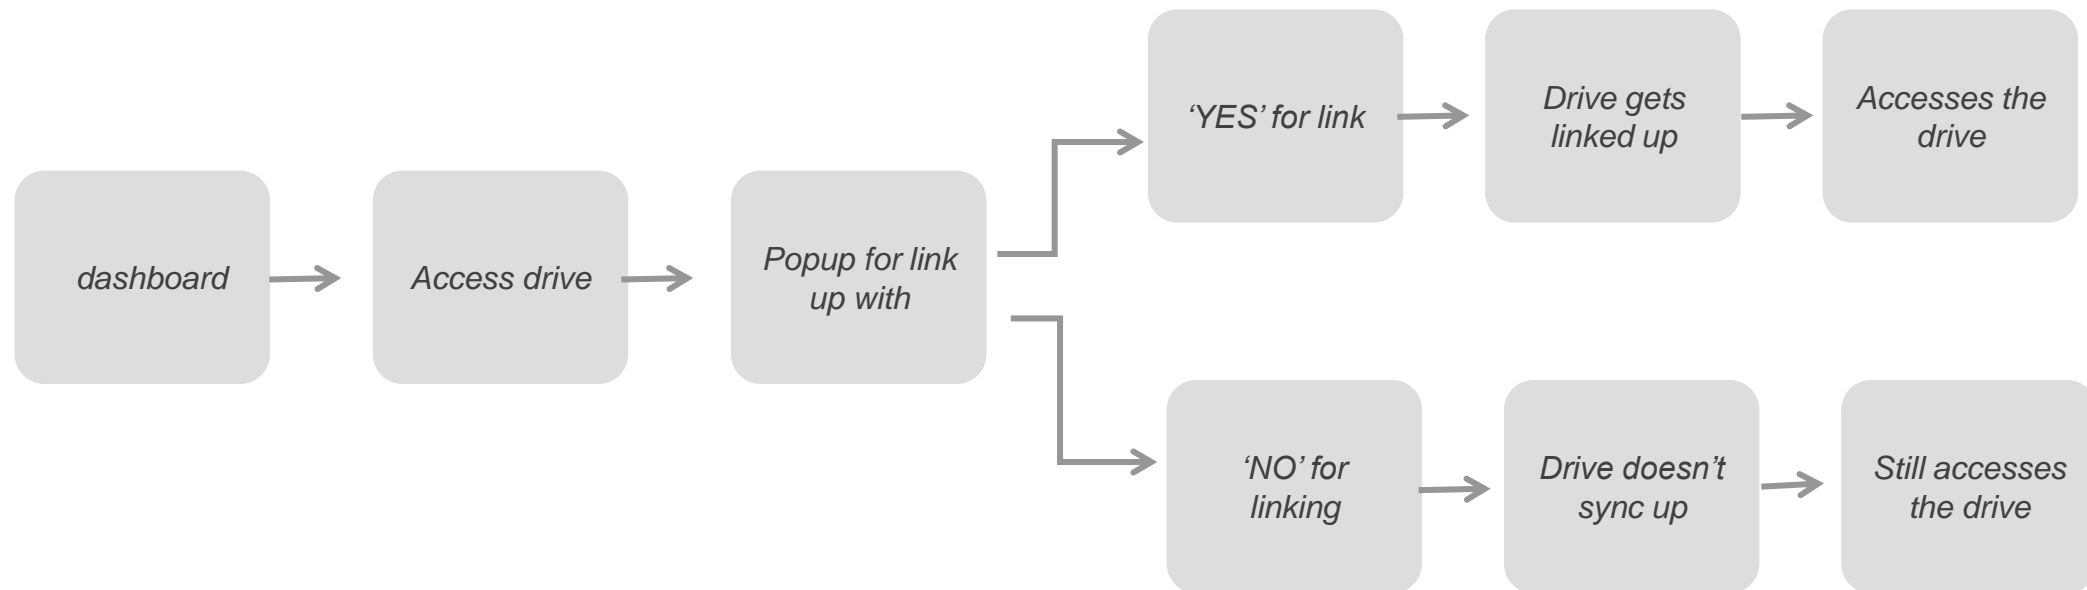 dashboard
Access drive
Popup for link
up with
‘YES’ for link
Drive gets
linked up
Accesses the
drive
‘NO’ for
linking
Drive doesn’t
sync up
Still accesses
the drive